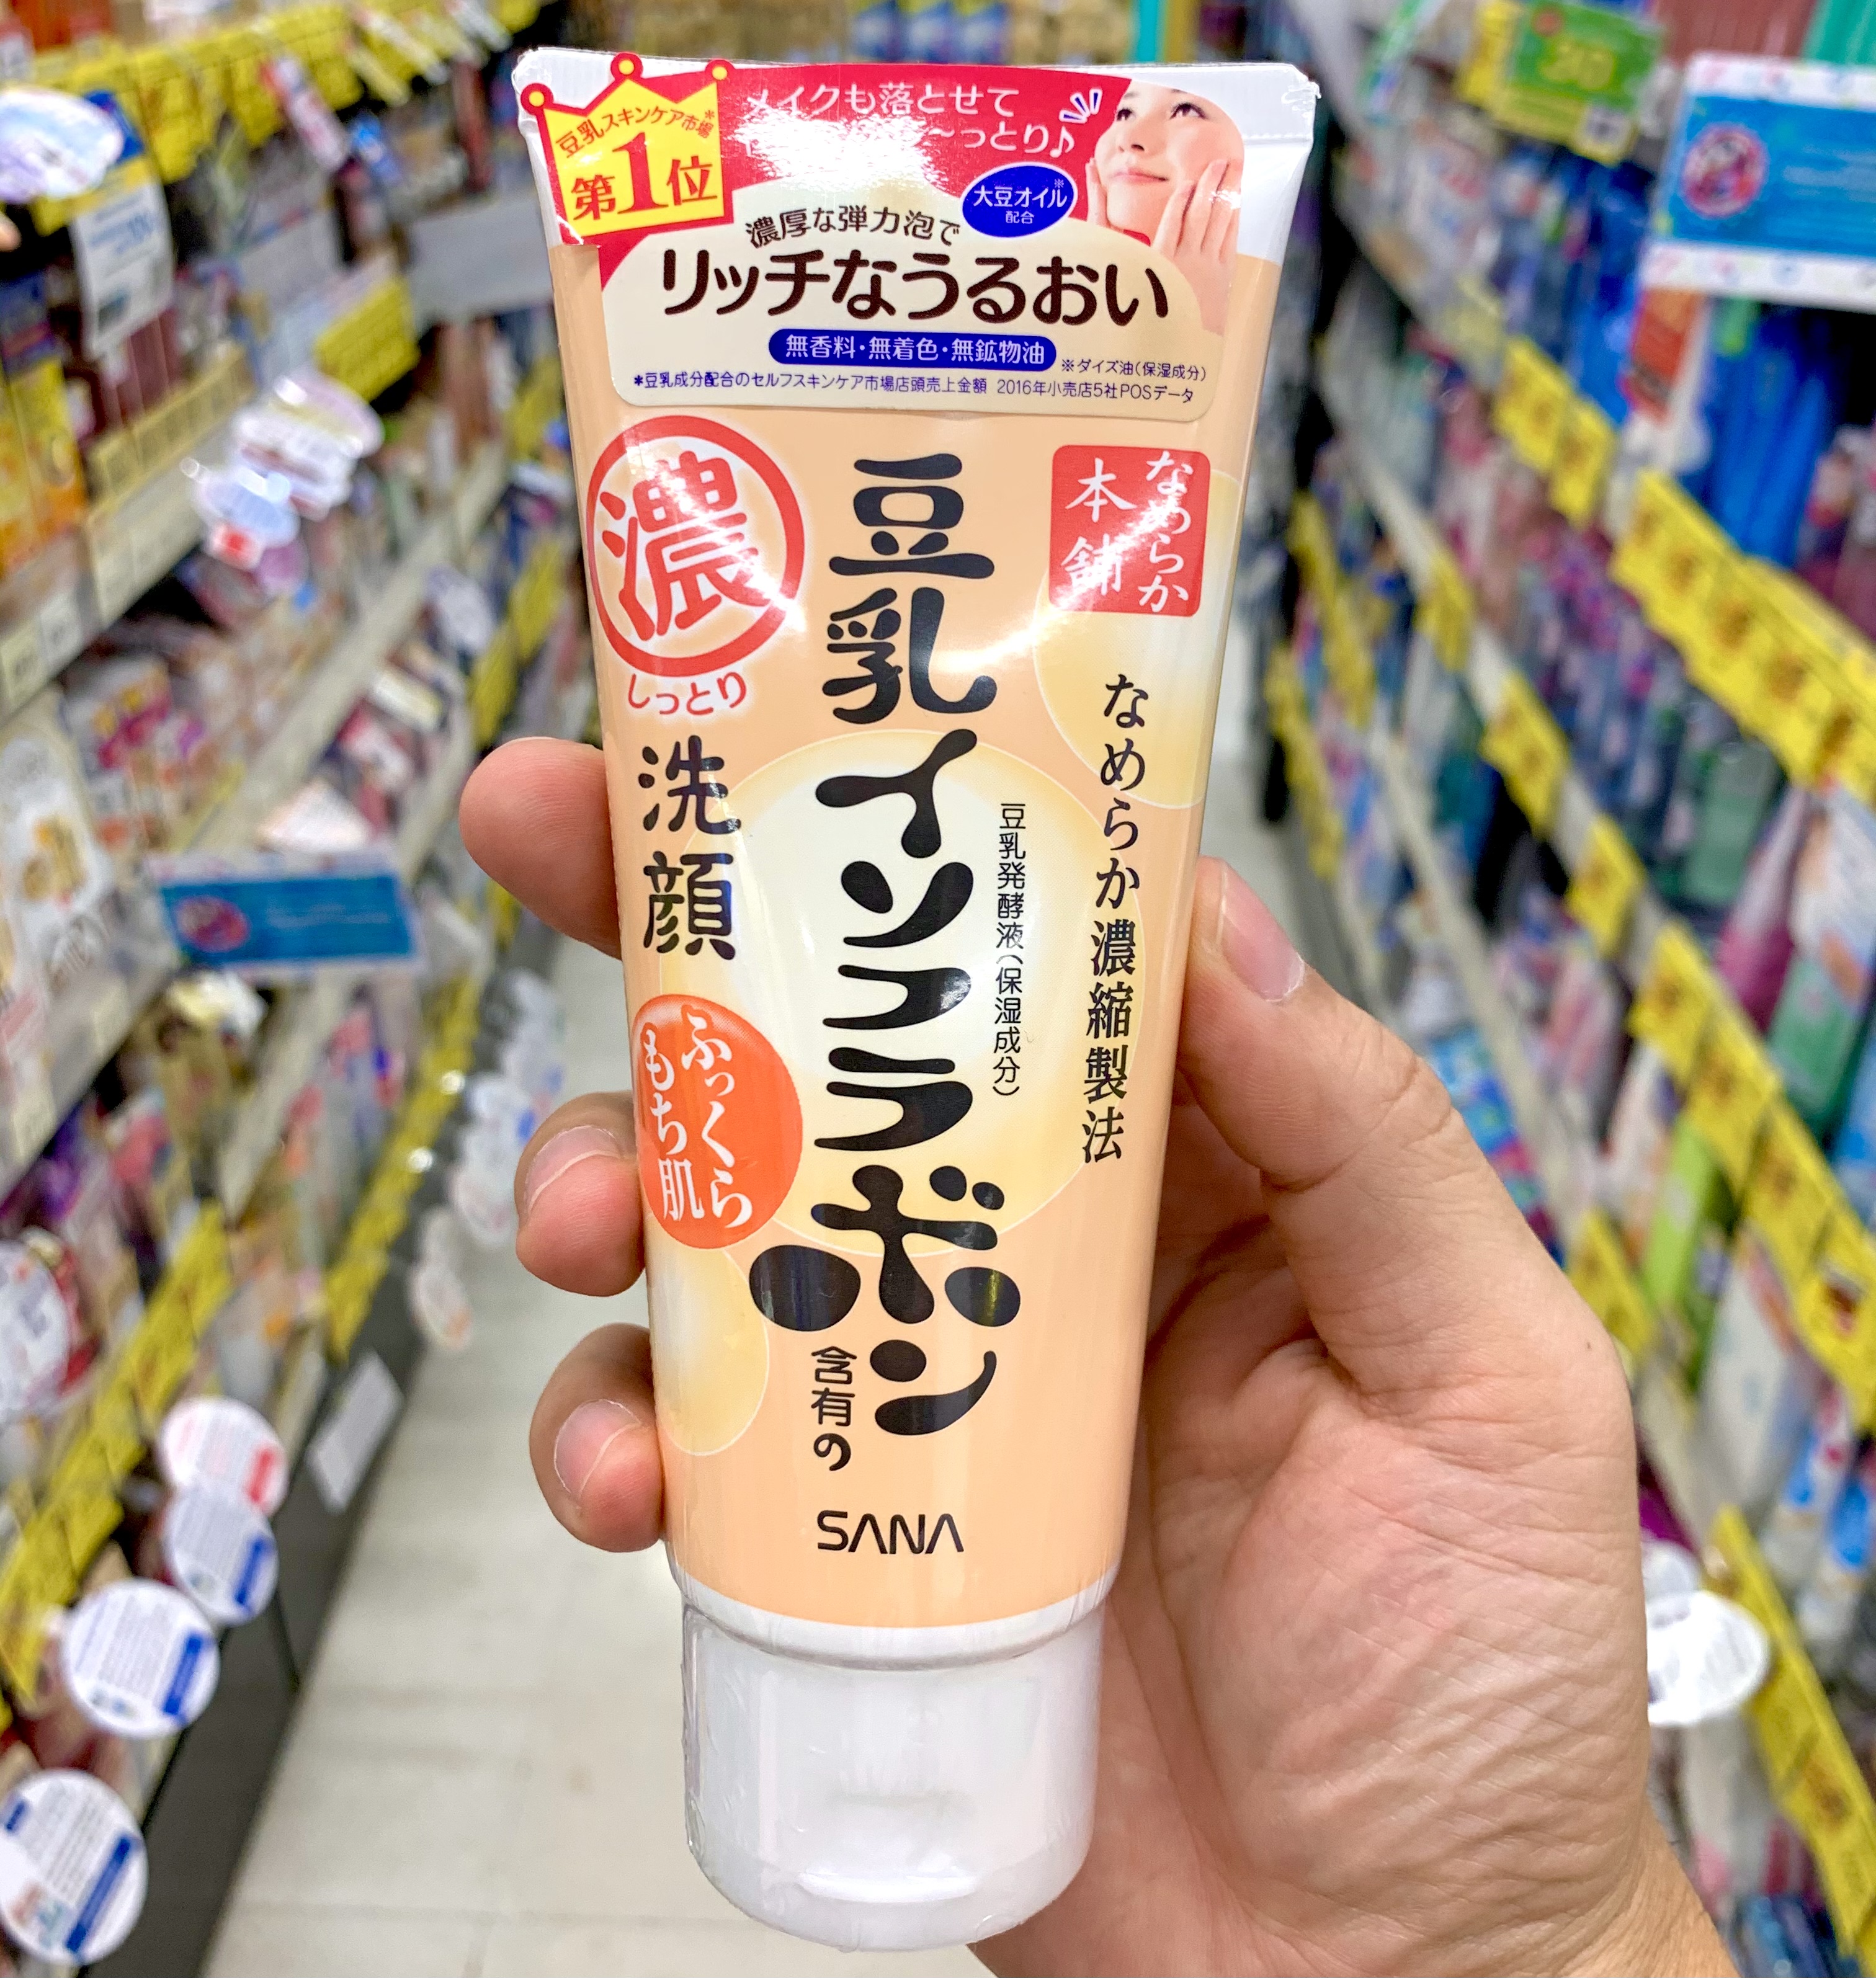 豆乳スキンケア市場*
第1位
メイクも落とせて
〜っとり♪
大豆オイル※
配合
濃厚な弾力泡で
リッチなうるおい
無香料・無着色・無鉱物油
※ダイズ油(保湿成分)
*豆乳成分配合のセルフスキンケア市場店頭売上金額 2016年小売店5社POSデータ
なめらか
本舗
濃
しっとり
洗顔
豆乳イソフラボン
含有の
豆乳発酵液(保湿成分)
なめらか濃縮製法
ふっくら
もち肌
SANA